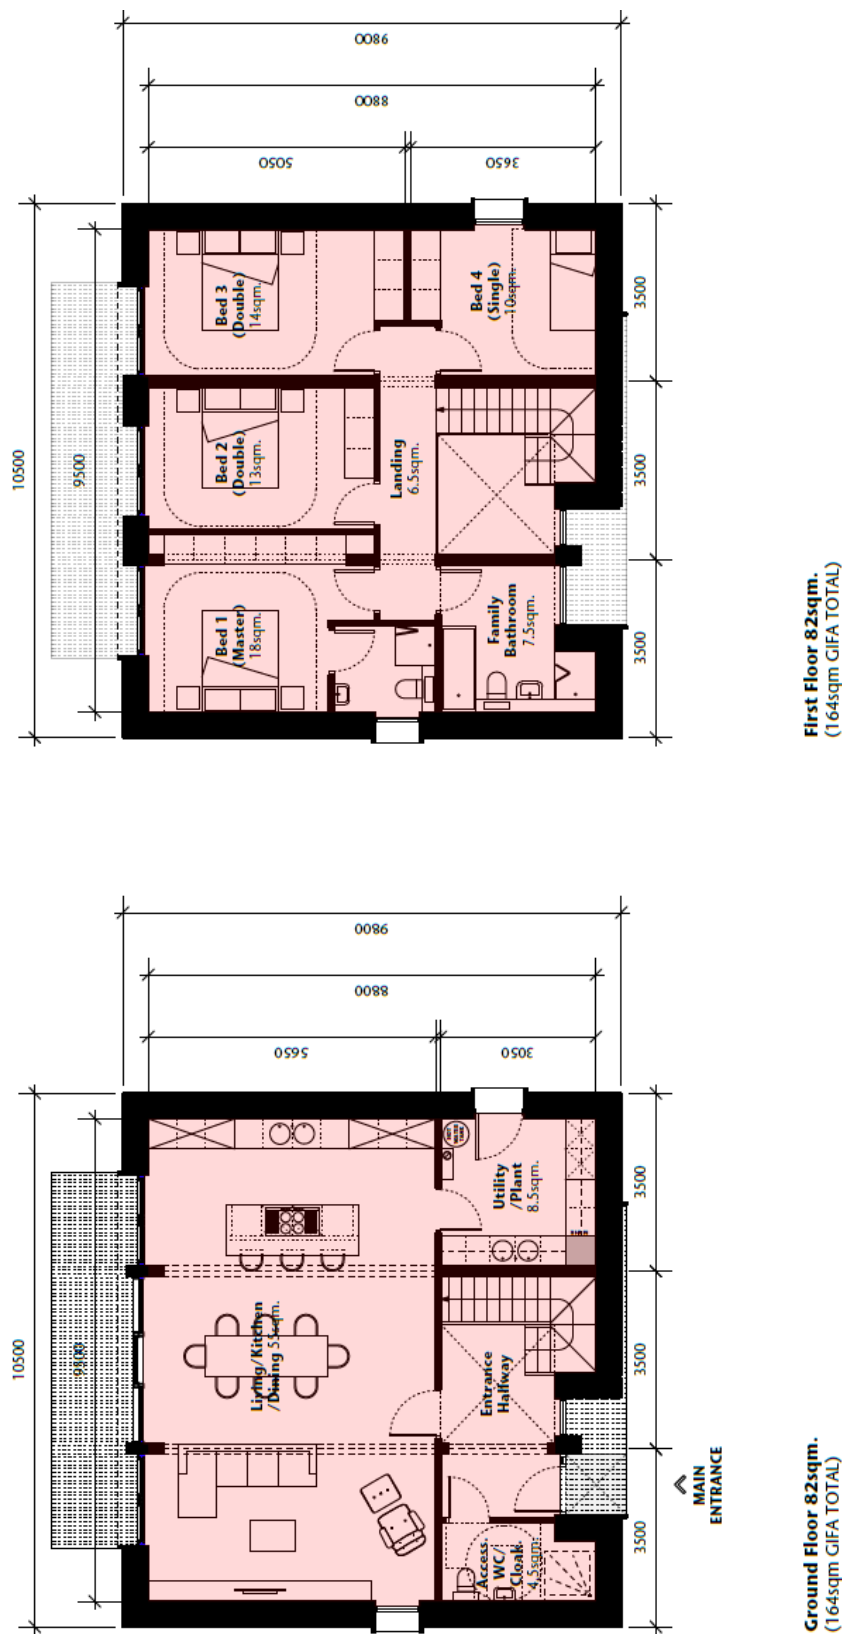 9800
8800
5050
3650
10500
9500
3500
3500
3500
Bed 3
(Double)
14sqm.
Bed 4
(Single)
10sqm.
Bed 2
(Double)
13sqm.
Landing
6.5sqm.
Bed 1
(Master)
18sqm.
Family
Bathroom
7.5sqm.
First Floor 82sqm.
(164sqm GIFA TOTAL)
9800
8800
5650
3050
10500
9500
3500
3500
3500
Utility
/Plant
8.5sqm.
Living/Kitchen
/Dining 55sqm.
Entrance
Hallway
Access.
WC/
Cloak.
4.5sqm.
MAIN
ENTRANCE
Ground Floor 82sqm.
(164sqm GIFA TOTAL)